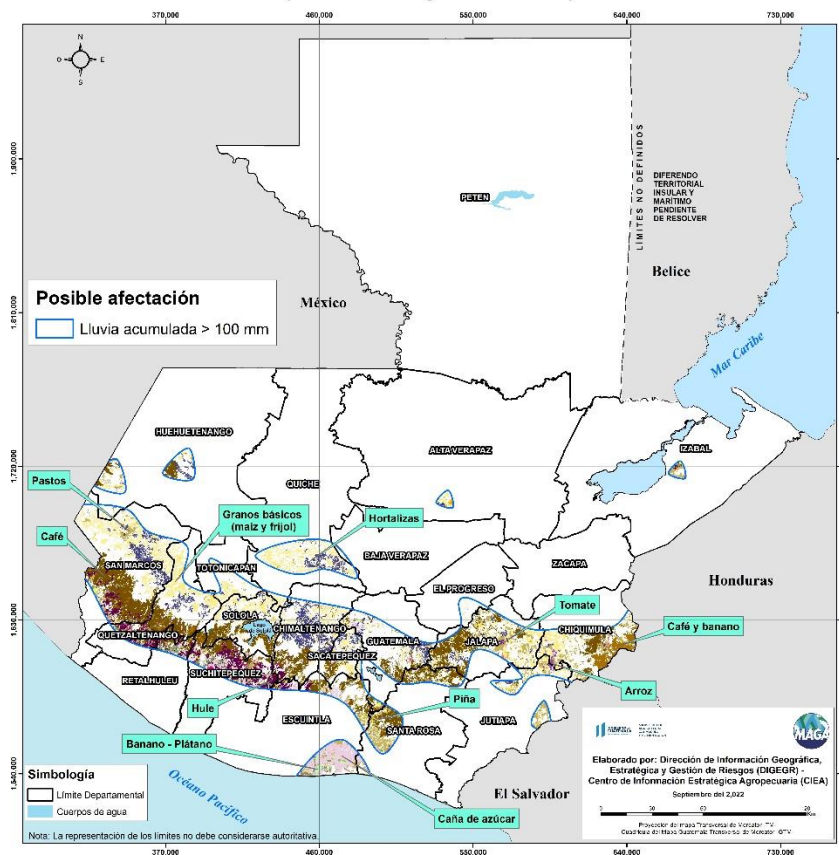 370,000
460,000
550,000
640,000
730,000
N
O
E
S
1,900,000
1,810,000
1,720,000
1,630,000
1,540,000
PETEN
LÍMITES NO DEFINIDOS
DIFERENDO
TERRITORIAL
INSULAR Y
MARÍTIMO
PENDIENTE
DE RESOLVER
Belice
México
Mar Caribe
Posible afectación
Lluvia acumulada > 100 mm
HUEHUETENANGO
QUICHE
ALTA VERAPAZ
IZABAL
Pastos
Granos básicos
(maíz y frijol)
Hortalizas
Café
SAN MARCOS
TOTONICAPÁN
BAJA VERAPAZ
ZACAPA
EL PROGRESO
Honduras
SOLOLA
CHIMALTENANGO
GUATEMALA
JALAPA
Tomate
CHIQUIMULA
Café y banano
QUETZALTENANGO
SACATEPEQUEZ
RETALHULEU
SUCHITEPEQUEZ
Hule
ESCUINTLA
Piña
SANTA ROSA
JUTIAPA
Arroz
Banano - Plátano
Caña de azúcar
Océano Pacífico
El Salvador
Simbología
Límite Departamental
Cuerpos de agua
Nota: La representación de los límites no debe considerarse autoritativa.
MAGA
Elaborado por: Dirección de Información Geográfica,
Estratégica y Gestión de Riesgos (DIGEGR) -
Centro de Información Estratégica Agropecuaria (CIEA)
Septiembre del 2,022
Km
370,000
460,000
550,000
640,000
730,000